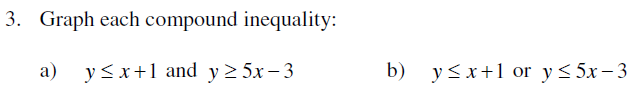 3. Graph each compound inequality:
a) y ≤ x + 1 and y ≥ 5x − 3 b) y ≤ x + 1 or y ≤ 5x − 3